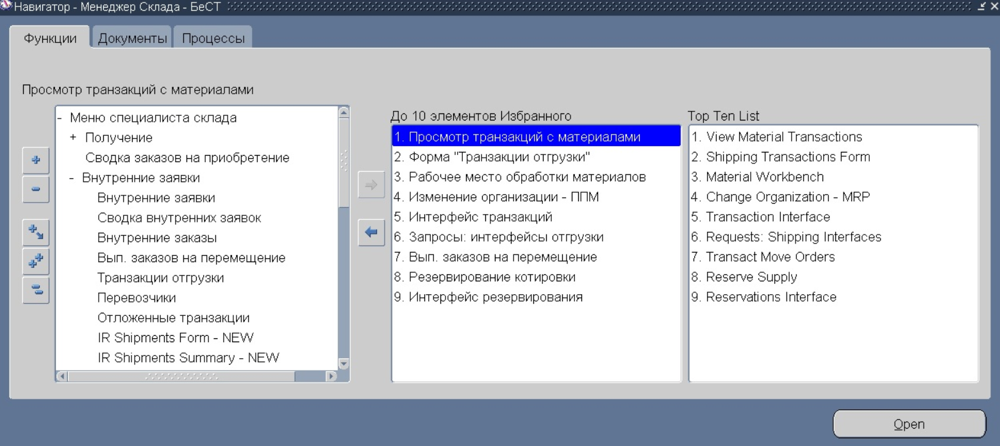 Навигатор - Менеджер Склада - БеСТ
Функции
Документы
Процессы
Просмотр транзакций с материалами
- Меню специалиста склада
+ Получение
Сводка заказов на приобретение
- Внутренние заявки
Внутренние заявки
Сводка внутренних заявок
Внутренние заказы
Вып. заказов на перемещение
Транзакции отгрузки
Перевозчики
Отложенные транзакции
IR Shipments Form - NEW
IR Shipments Summary - NEW
До 10 элементов Избранного
1. Просмотр транзакций с материалами
2. Форма "Транзакции отгрузки"
3. Рабочее место обработки материалов
4. Изменение организации - ППМ
5. Интерфейс транзакций
6. Запросы: интерфейсы отгрузки
7. Вып. заказов на перемещение
8. Резервирование котировки
9. Интерфейс резервирования
Top Ten List
1. View Material Transactions
2. Shipping Transactions Form
3. Material Workbench
4. Change Organization - MRP
5. Transaction Interface
6. Requests: Shipping Interfaces
7. Transact Move Orders
8. Reserve Supply
9. Reservations Interface
Open